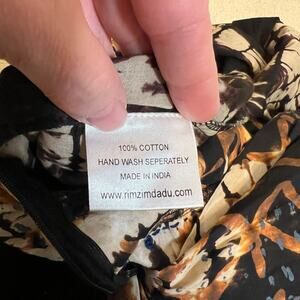 100% COTTON
HAND WASH SEPERATELY
MADE IN INDIA
www.rimzimdadu.com